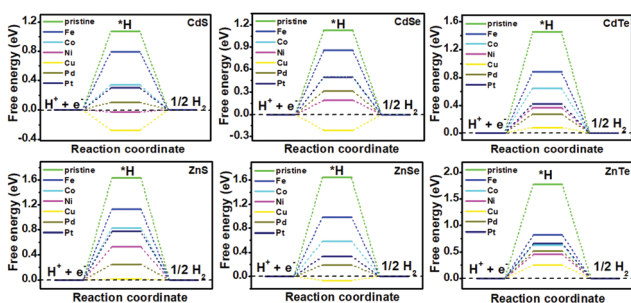 CdS
pristine
Fe
Co
Ni
Cu
Pd
Pt
*H
H⁺ + e⁻
1/2 H₂
Free energy (eV)
1.2
0.8
0.4
0.0
-0.4
Reaction coordinate
CdSe
pristine
Fe
Co
Ni
Cu
Pd
Pt
*H
H⁺ + e⁻
1/2 H₂
Free energy (eV)
1.2
0.9
0.6
0.3
0.0
-0.3
Reaction coordinate
CdTe
pristine
Fe
Co
Ni
Cu
Pd
Pt
*H
H⁺ + e⁻
1/2 H₂
Free energy (eV)
1.6
1.2
0.8
0.4
0.0
Reaction coordinate
ZnS
pristine
Fe
Co
Ni
Cu
Pd
Pt
*H
H⁺ + e⁻
1/2 H₂
Free energy (eV)
1.6
1.2
0.8
0.4
0.0
Reaction coordinate
ZnSe
pristine
Fe
Co
Ni
Cu
Pd
Pt
*H
H⁺ + e⁻
1/2 H₂
Free energy (eV)
1.6
1.2
0.8
0.4
0.0
Reaction coordinate
ZnTe
pristine
Fe
Co
Ni
Cu
Pd
Pt
*H
H⁺ + e⁻
1/2 H₂
Free energy (eV)
2.0
1.5
1.0
0.5
0.0
Reaction coordinate